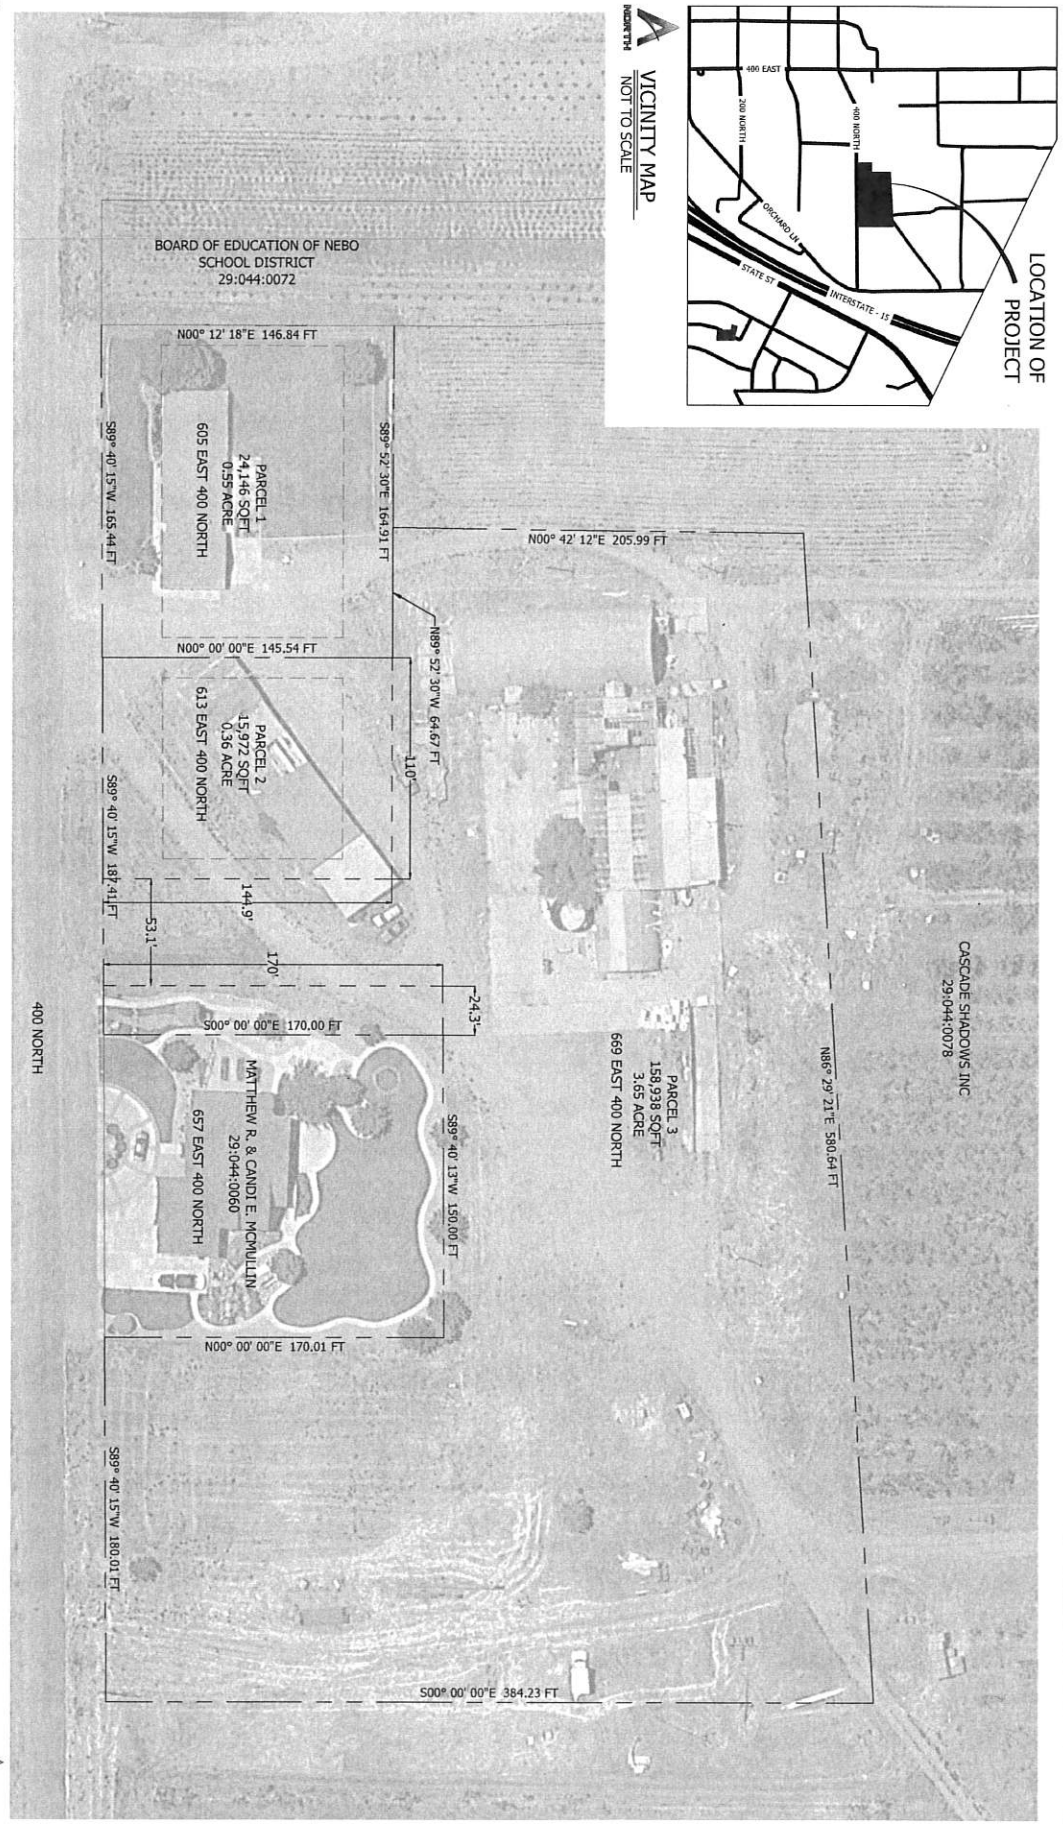 LOCATION OF
PROJECT
400 EAST
200 NORTH
400 NORTH
ORCHARD LN
STATE ST
INTERSTATE - 15
NORTH
VICINITY MAP
NOT TO SCALE
BOARD OF EDUCATION OF NEBO
SCHOOL DISTRICT
29:044:0072
N00° 12' 18"E 146.84 FT
S89° 40' 15"W 165.44 FT
PARCEL 1
24,146 SQFT
0.55 ACRE
605 EAST 400 NORTH
S89° 52' 30"E 164.91 FT
N00° 42' 12"E 205.99 FT
N00° 00' 00"E 145.54 FT
N89° 52' 30"W 64.67 FT
110'
PARCEL 2
15,972 SQFT
0.36 ACRE
613 EAST 400 NORTH
S89° 40' 15"W 187.41 FT
144.9'
53.1'
170'
24.3'
CASCADE SHADOWS INC
29:044:0078
N86° 29' 21"E 580.64 FT
PARCEL 3
158,938 SQFT
3.65 ACRE
669 EAST 400 NORTH
S00° 00' 00"E 170.00 FT
400 NORTH
MATTHEW R. & CANDI E. MCMULLIN
29:044:0060
657 EAST 400 NORTH
S89° 40' 13"W 150.00 FT
N00° 00' 00"E 170.01 FT
S89° 40' 15"W 180.01 FT
S00° 00' 00"E 384.23 FT